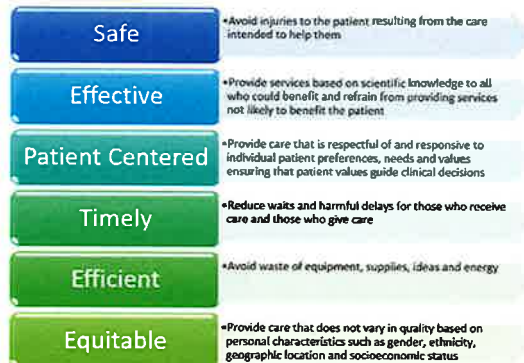 Safe
•Avoid injuries to the patient resulting from the care
intended to help them
Effective
•Provide services based on scientific knowledge to all
who could benefit and refrain from providing services
not likely to benefit the patient
Patient Centered
•Provide care that is respectful of and responsive to
individual patient preferences, needs and values
ensuring that patient values guide clinical decisions
Timely
•Reduce waits and harmful delays for those who receive
care and those who give care
Efficient
•Avoid waste of equipment, supplies, ideas and energy
Equitable
•Provide care that does not vary in quality based on
personal characteristics such as gender, ethnicity,
geographic location and socioeconomic status